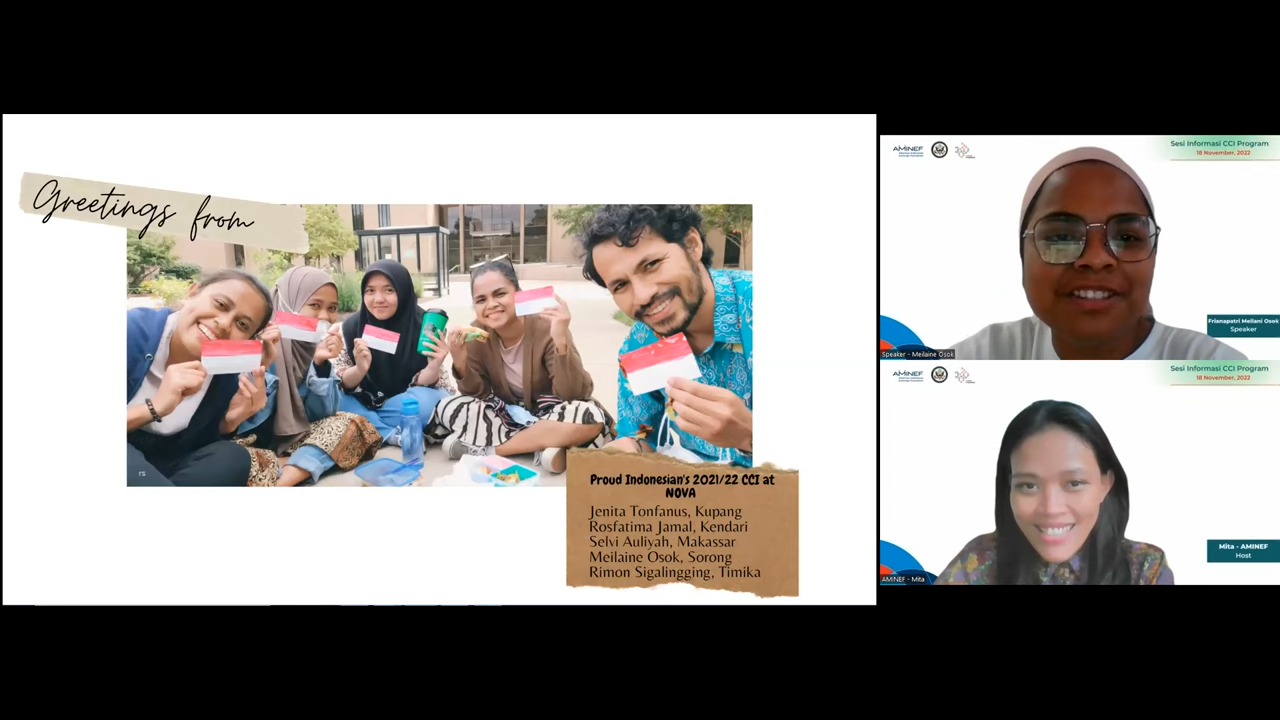 Greetings from
rs
Proud Indonesian's 2021/22 CCI at
NOVA
Jenita Tonfanus, Kupang
Rosfatima Jamal, Kendari
Selvi Auliyah, Makassar
Meilaine Osok, Sorong
Rimon Sigalingging, Timika
AMINEF
Sesi Informasi CCI Program
18 November, 2022
Frianapatri Meilani Osok
Speaker
Speaker - Meilaine Osok
AMINEF
Sesi Informasi CCI Program
18 November, 2022
Mita - AMINEF
Host
AMINEF - Mita